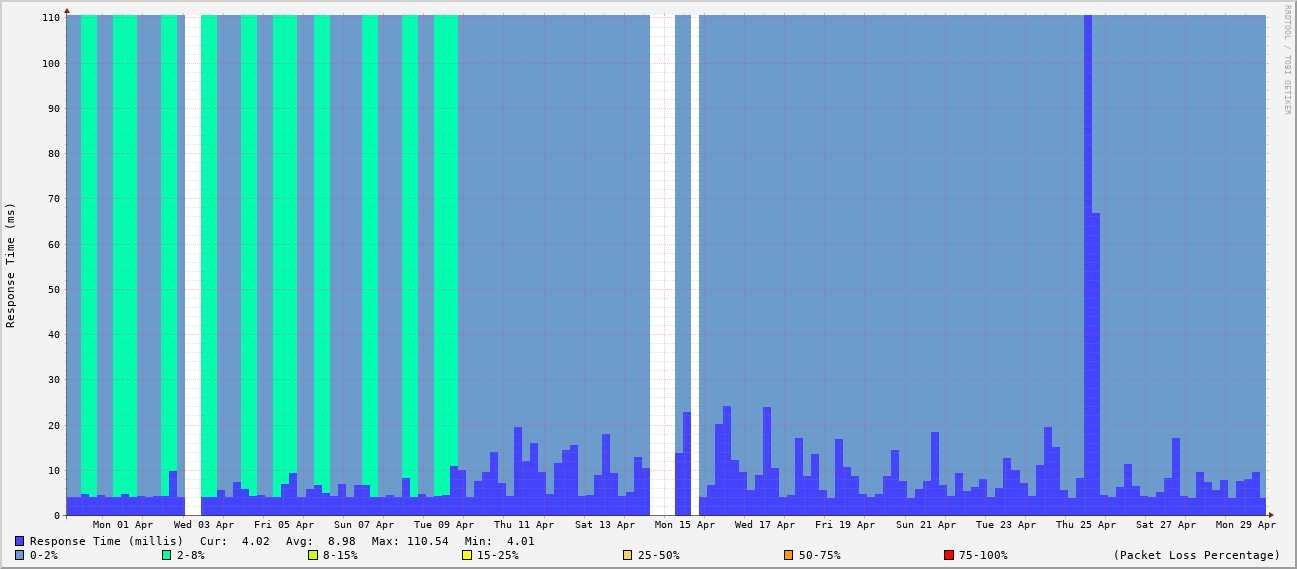 RRDTOOL / TOBI OETIKER
Response Time (ms)
110
100
90
80
70
60
50
40
30
20
10
0
Mon 01 Apr Wed 03 Apr Fri 05 Apr Sun 07 Apr Tue 09 Apr Thu 11 Apr Sat 13 Apr Mon 15 Apr Wed 17 Apr Fri 19 Apr Sun 21 Apr Tue 23 Apr Thu 25 Apr Sat 27 Apr Mon 29 Apr
Response Time (millis) Cur: 4.02 Avg: 8.98 Max: 110.54 Min: 4.01
0-2% 2-8% 8-15% 15-25% 25-50% 50-75% 75-100% (Packet Loss Percentage)